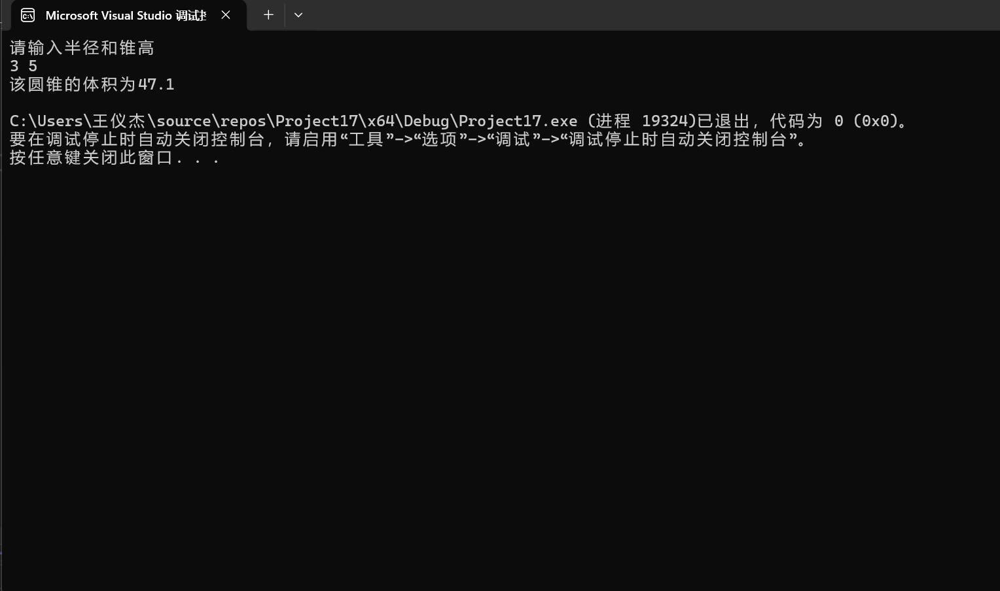 Microsoft Visual Studio 调试
请输入半径和锥高
3 5
该圆锥的体积为47.1
C:\Users\王仪杰\source\repos\Project17\x64\Debug\Project17.exe (进程 19324)已退出，代码为 0 (0x0)。
要在调试停止时自动关闭控制台，请启用“工具”->“选项”->“调试”->“调试停止时自动关闭控制台”。
按任意键关闭此窗口. . .